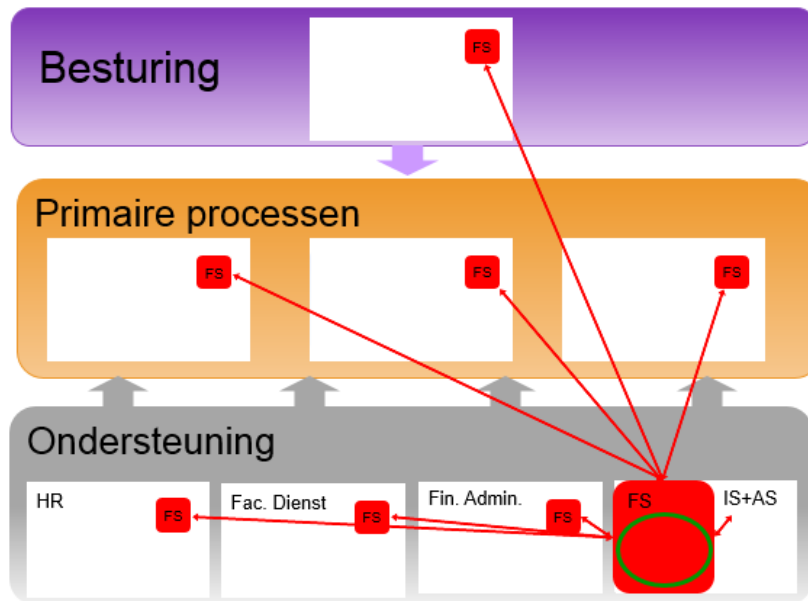 Besturing
FS
Primaire processen
FS
FS
FS
Ondersteuning
HR
FS
Fac. Dienst
FS
Fin. Admin.
FS
FS
IS+AS